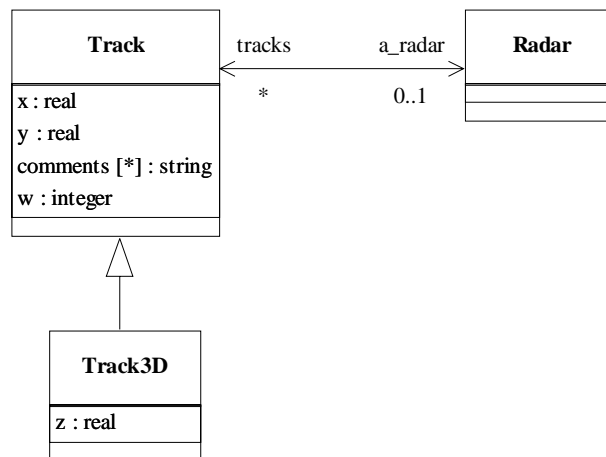 Track
x : real
y : real
comments [*] : string
w : integer
tracks
a_radar
*
0..1
Radar
Track3D
z : real